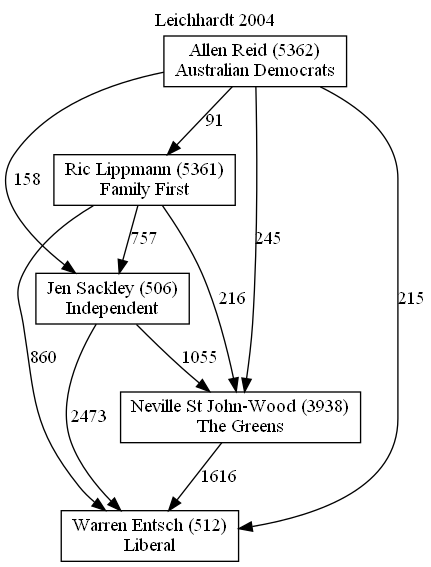 Leichhardt 2004
Allen Reid (5362)
Australian Democrats
91
Ric Lippmann (5361)
Family First
158
757
245
216
215
Jen Sackley (506)
Independent
860
2473
1055
Neville St John-Wood (3938)
The Greens
1616
Warren Entsch (512)
Liberal